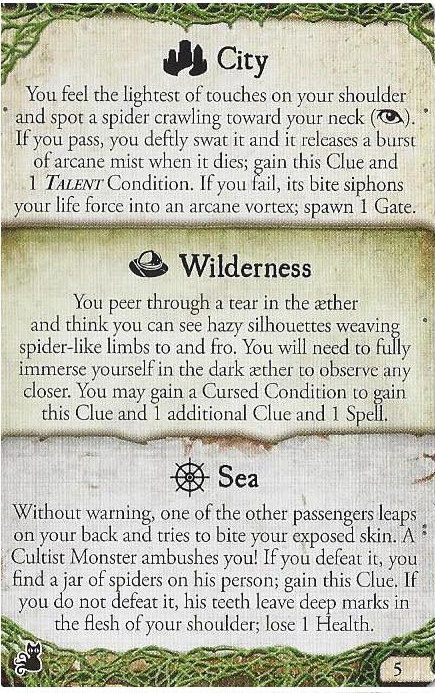 City
You feel the lightest of touches on your shoulder
and spot a spider crawling toward your neck ( ).
If you pass, you deftly swat it and it releases a burst
of arcane mist when it dies; gain this Clue and
1 TALENT Condition. If you fail, its bite siphons
your life force into an arcane vortex; spawn 1 Gate.
Wilderness
You peer through a tear in the æther
and think you can see hazy silhouettes weaving
spider-like limbs to and fro. You will need to fully
immerse yourself in the dark æther to observe any
closer. You may gain a Cursed Condition to gain
this Clue and 1 additional Clue and 1 Spell.
Sea
Without warning, one of the other passengers leaps
on your back and tries to bite your exposed skin. A
Cultist Monster ambushes you! If you defeat it, you
find a jar of spiders on his person; gain this Clue. If
you do not defeat it, his teeth leave deep marks in
the flesh of your shoulder; lose 1 Health.
5